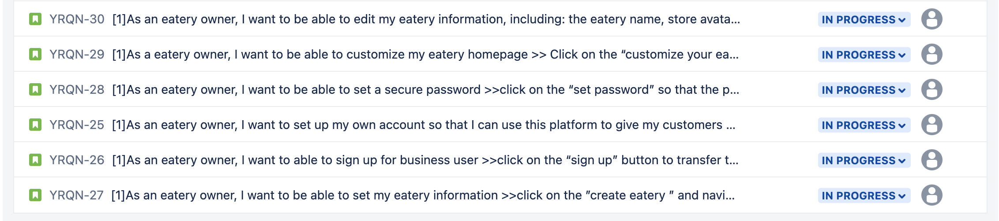 YRQN-30 [1]As an eatery owner, I want to be able to edit my eatery information, including: the eatery name, store avata... IN PROGRESS
YRQN-29 [1]As a eatery owner, I want to be able to customize my eatery homepage >> Click on the “customize your ea... IN PROGRESS
YRQN-28 [1]As an eatery owner, I want to be able to set a secure password >>click on the “set password” so that the p... IN PROGRESS
YRQN-25 [1]As an eatery owner, I want to set up my own account so that I can use this platform to give my customers ... IN PROGRESS
YRQN-26 [1]As an eatery owner, I want to able to sign up for business user >>click on the “sign up” button to transfer t... IN PROGRESS
YRQN-27 [1]As an eatery owner, I want to be able to set my eatery information >>click on the ”create eatery ” and navi... IN PROGRESS